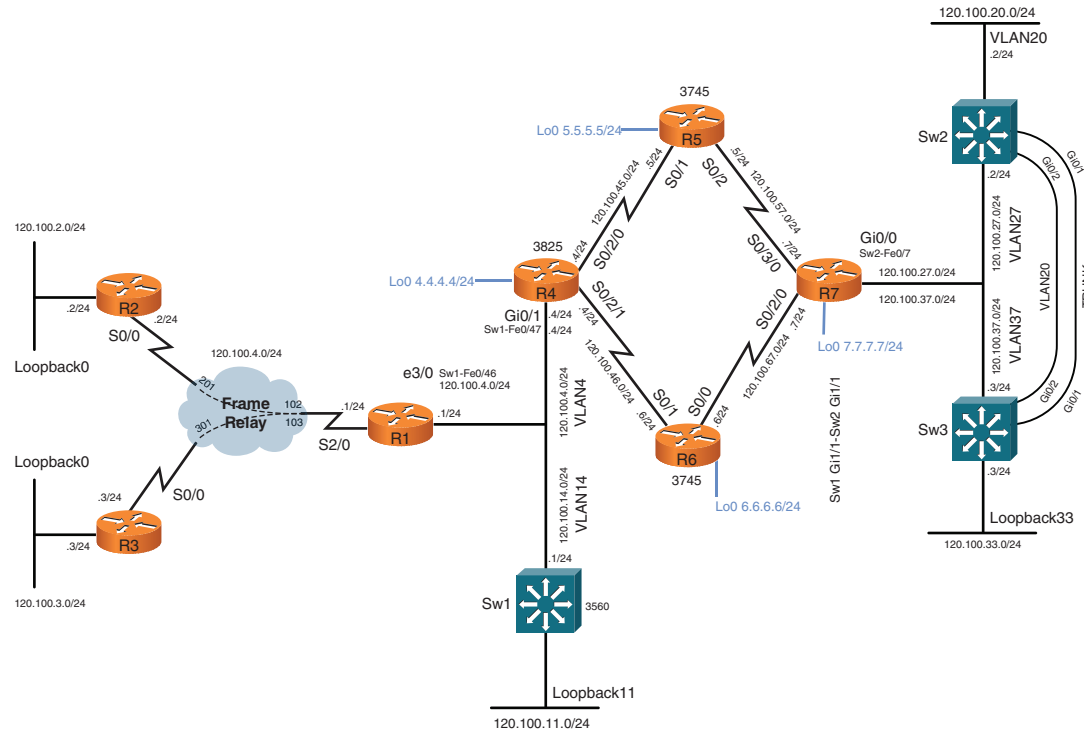 120.100.20.0/24
VLAN20
.2/24
Sw2
Gi0/1
Gi0/2
.2/24
120.100.27.0/24
VLAN27
VLAN20
120.100.37.0/24
VLAN37
.3/24
Gi0/2
Gi0/1
Sw3
.3/24
Loopback33
120.100.33.0/24
3745
Lo0 5.5.5.5/24
R5
.5/24
S0/1
120.100.45.0/24
.5/24
S0/2
120.100.57.0/24
.4/24
S0/2/0
.7/24
S0/3/0
3825
Lo0 4.4.4.4/24
R4
Gi0/1
Sw1-Fe0/47
.4/24
.4/24
.4/24
S0/2/1
120.100.46.0/24
.6/24
S0/1
S0/0
.6/24
120.100.67.0/24
S0/2/0
.7/24
R6
3745
Lo0 6.6.6.6/24
Gi0/0
Sw2-Fe0/7
R7
120.100.27.0/24
120.100.37.0/24
Lo0 7.7.7.7/24
Sw1 Gi1/1-Sw2 Gi1/1
120.100.2.0/24
R2
.2/24
.2/24
S0/0
Loopback0
120.100.4.0/24
201
Frame
Relay
102
103
301
.1/24
S2/0
R1
e3/0
Sw1-Fe0/46
120.100.4.0/24
.1/24
120.100.4.0/24
VLAN4
120.100.14.0/24
VLAN14
.1/24
Sw1
3560
Loopback11
120.100.11.0/24
Loopback0
S0/0
.3/24
R3
.3/24
120.100.3.0/24